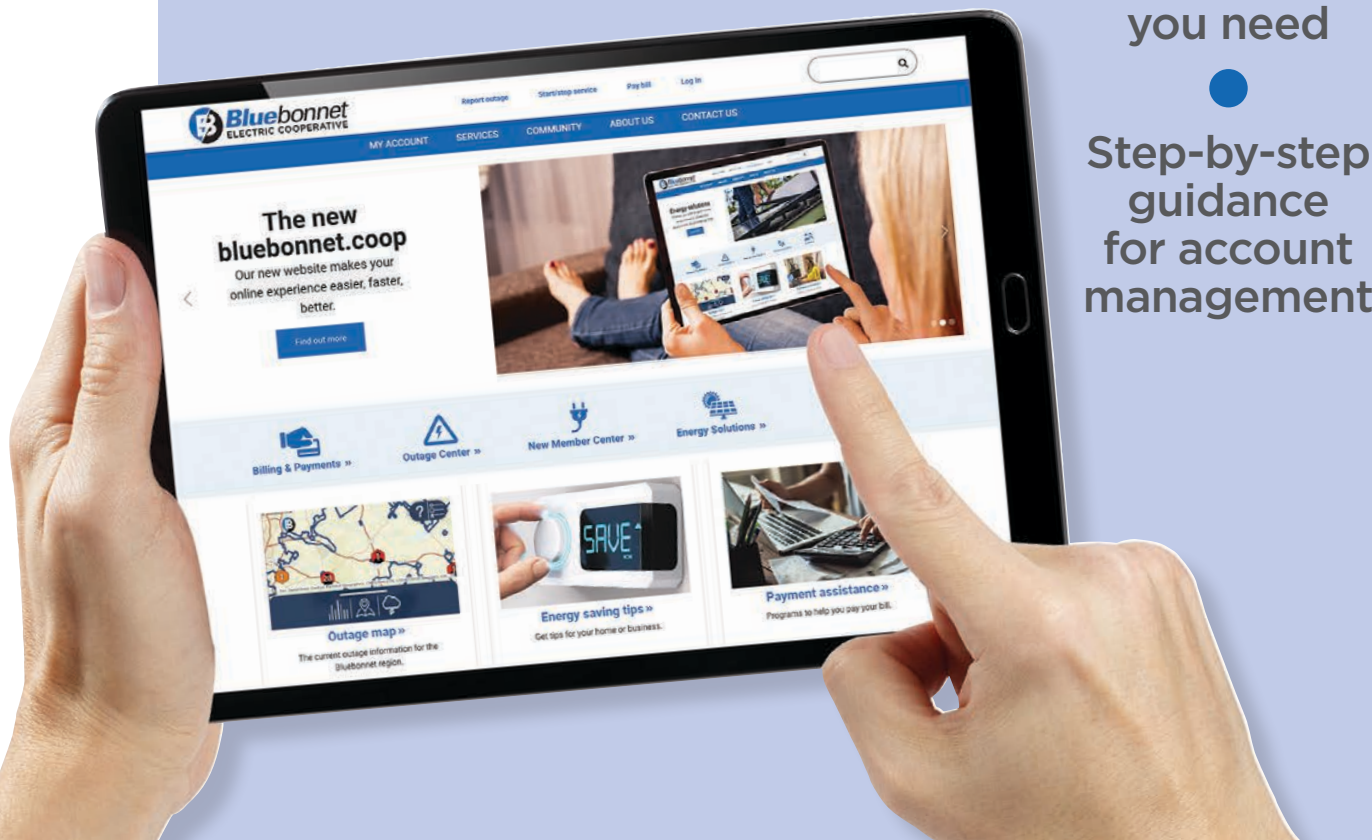 you need
Step-by-step
guidance
for account
management
Bluebonnet
ELECTRIC COOPERATIVE
Report outage
Start/stop service
Pay bill
Log in
MY ACCOUNT
SERVICES
COMMUNITY
ABOUT US
CONTACT US
The new
bluebonnet.coop
Our new website makes your
online experience easier, faster,
better.
Find out more
Bluebonnet
Energy solutions
Billing & Payments »
Outage Center »
New Member Center »
Energy Solutions »
SAVE
Outage map »
The current outage information for the
Bluebonnet region.
Energy saving tips »
Get tips for your home or business.
Payment assistance »
Programs to help you pay your bill.